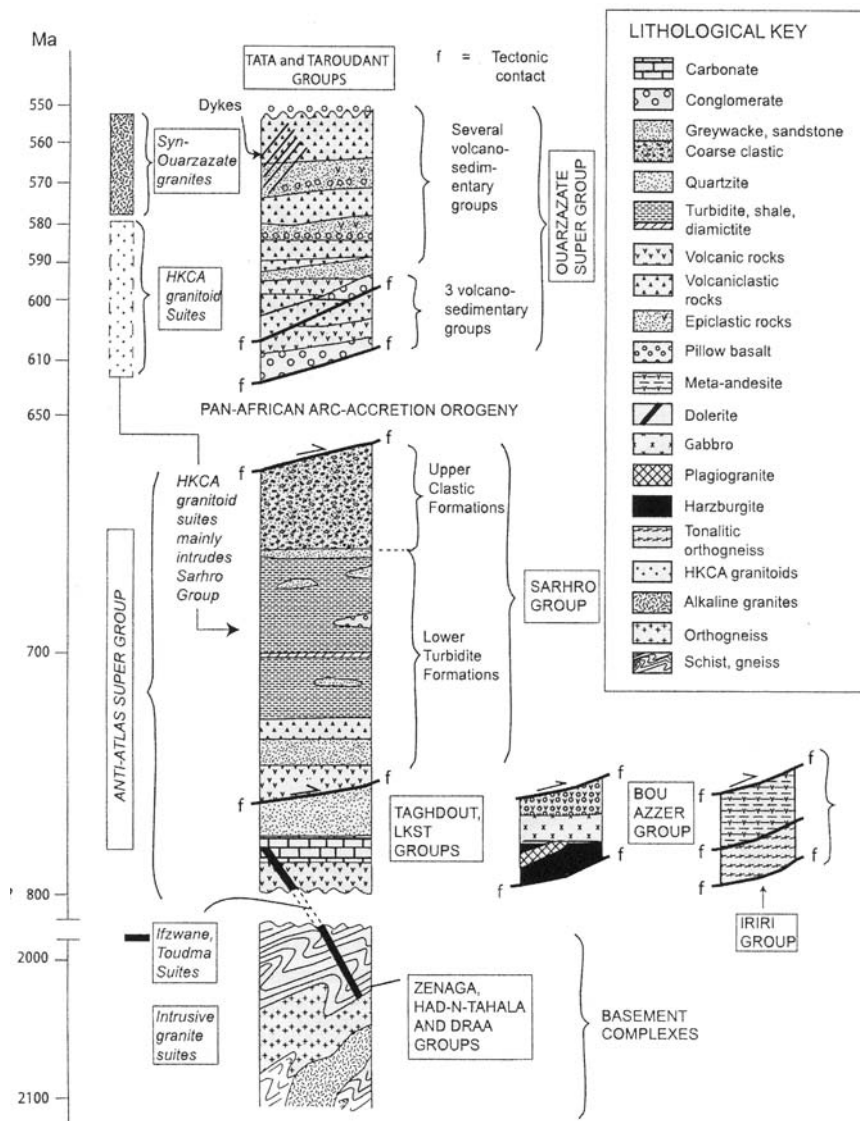 Ma
TATA and TAROUDANT
GROUPS
f = Tectonic
contact
550
560
570
580
590
600
610
650
700
800
2000
2100
Dykes
Syn-
Ouarzazate
granites
HKCA
granitoid
Suites
Several
volcano-
sedim-
entary
groups
3 volcano-
sedimentary
groups
OUARZAZATE
SUPER GROUP
f
f
f
f
PAN-AFRICAN ARC-ACCRETION OROGENY
f
f
HKCA
granitoid
suites
mainly
intrudes
Sarhro
Group
Upper
Clastic
Formations
Lower
Turbidite
Formations
SARHRO
GROUP
ANTI-ATLAS SUPER GROUP
f
f
TAGHDOUT,
LKST
GROUPS
f
f
f
f
BOU
AZZER
GROUP
f
f
f
f
f
f
IRIRI
GROUP
Ifzwane,
Toudma
Suites
Intrusive
granite
suites
ZENAGA,
HAD-N-TAHALA
AND DRAA
GROUPS
BASEMENT
COMPLEXES
LITHOLOGICAL KEY
Carbonate
Conglomerate
Greywacke, sandstone
Coarse clastic
Quartzite
Turbidite, shale,
diamictite
Volcanic rocks
Volcaniclastic
rocks
Epiclastic rocks
Pillow basalt
Meta-andesite
Dolerite
Gabbro
Plagiogranite
Harzburgite
Tonalitic
orthogneiss
HKCA granitoids
Alkaline granites
Orthogneiss
Schist, gneiss